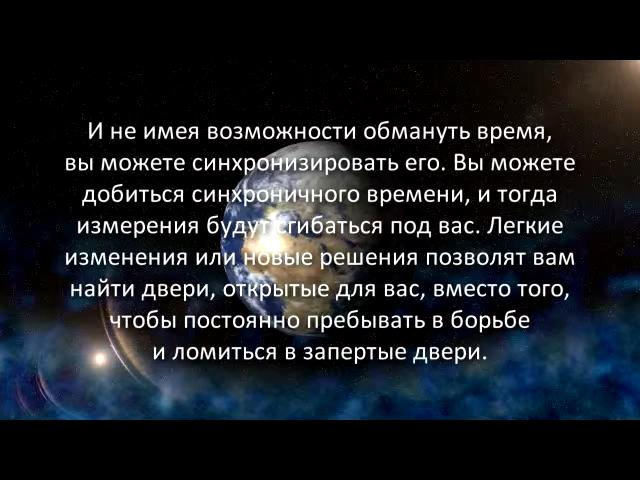 И не имея возможности обмануть время,
вы можете синхронизировать его. Вы можете
добиться синхроничного времени, и тогда
измерения будут сгибаться под вас. Легкие
изменения или новые решения позволят вам
найти двери, открытые для вас, вместо того,
чтобы постоянно пребывать в борьбе
и ломиться в запертые двери.